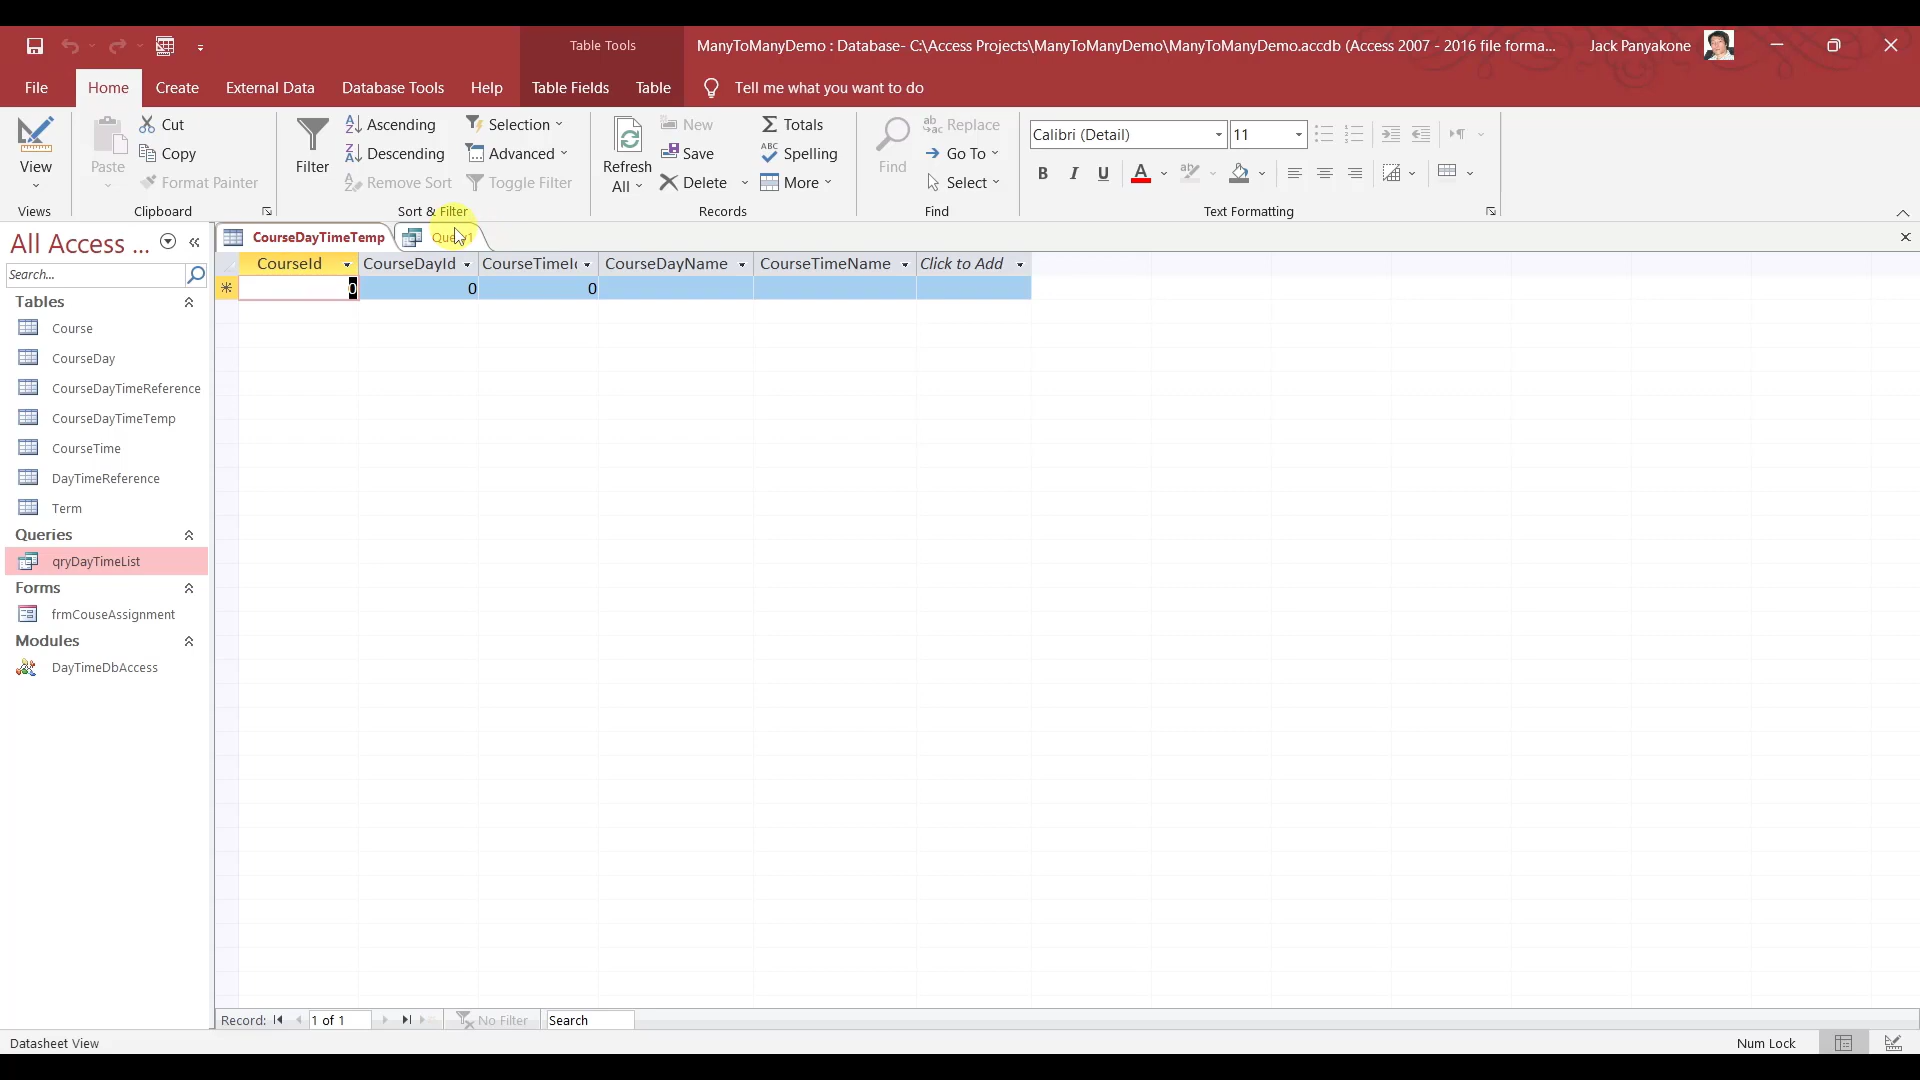 Table Tools
ManyToManyDemo : Database- C:\Access Projects\ManyToManyDemo\ManyToManyDemo.accdb (Access 2007 - 2016 file forma...
Jack Panyakone
File Home Create External Data Database Tools Help Table Fields Table Tell me what you want to do
View
Views
Paste
Cut
Copy
Format Painter
Clipboard
Filter
Ascending
Descending
Remove Sort
Selection
Advanced
Toggle Filter
Sort & Filter
Refresh
All
New
Save
Delete
Totals
Spelling
More
Records
Find
Replace
Go To
Select
Find
Calibri (Detail)
11
B I U A
Text Formatting
All Access ...
Search...
Tables
Course
CourseDay
CourseDayTimeReference
CourseDayTimeTemp
CourseTime
DayTimeReference
Term
Queries
qryDayTimeList
Forms
frmCouseAssignment
Modules
DayTimeDbAccess
CourseDayTimeTemp
Query1
CourseId CourseDayId CourseTimeId CourseDayName CourseTimeName Click to Add
0 0 0
Record: 1 of 1 No Filter Search
Datasheet View
Num Lock